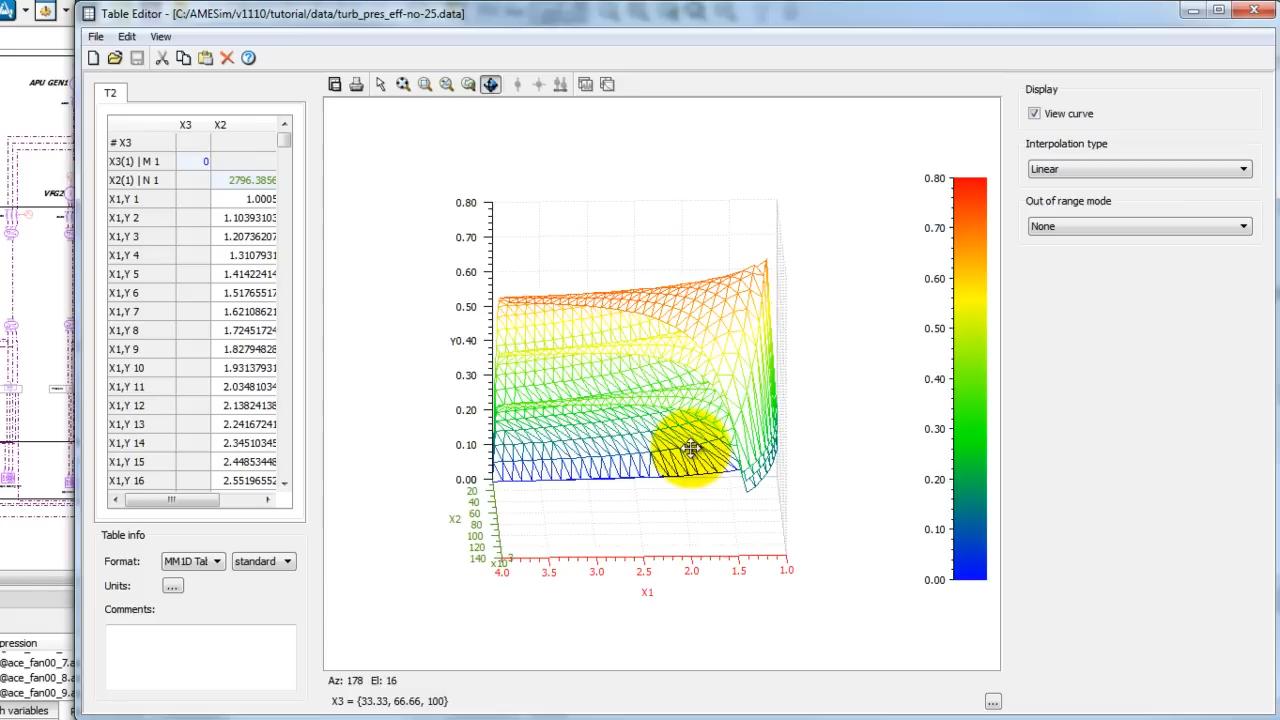 Table Editor - [C:/AMESim/v1110/tutorial/data/turb_pres_eff-no-25.data]
File Edit View
APU GEN1
T2
X3 X2
# X3
X3(1) | M 1 0
X2(1) | N 1 2796.3856
X1,Y 1 1.0005
X1,Y 2 1.10393103
X1,Y 3 1.20736207
X1,Y 4 1.3107931
X1,Y 5 1.41422414
X1,Y 6 1.51765517
X1,Y 7 1.62108621
X1,Y 8 1.72451724
X1,Y 9 1.82794828
X1,Y 10 1.93137931
X1,Y 11 2.03481034
X1,Y 12 2.13824138
X1,Y 13 2.24167241
X1,Y 14 2.34510345
X1,Y 15 2.44853448
X1,Y 16 2.55196552
Table info
Format: MM1D Tal standard
Units: ...
Comments:
0.80
0.70
0.60
0.50
Y0.40
0.30
0.20
0.10
0.00
20
40
60
X2 80
100
120
140 x10 3
4.0 3.5 3.0 2.5 2.0 1.5 1.0
X1
0.80
0.70
0.60
0.50
0.40
0.30
0.20
0.10
0.00
Az: 178 El: 16
X3 = {33.33, 66.66, 100}
...
Display
View curve
Interpolation type
Linear
Out of range mode
None
pression
@ace_fan00_7.a
@ace_fan00_8.a
@ace_fan00_9.a
h variables